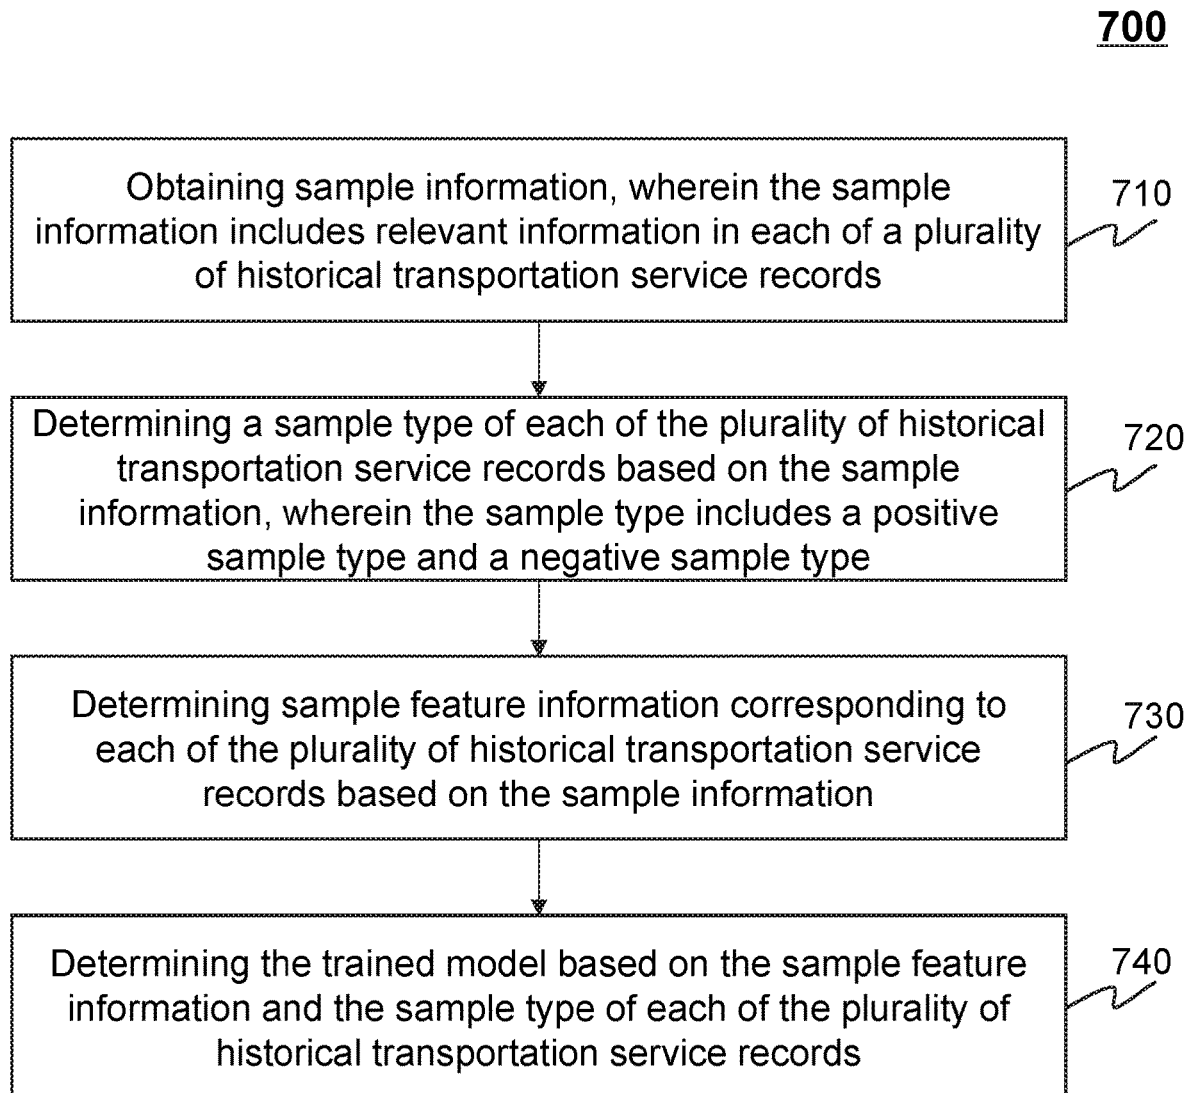 700
Obtaining sample information, wherein the sample
information includes relevant information in each of a plurality
of historical transportation service records
710
Determining a sample type of each of the plurality of historical
transportation service records based on the sample
information, wherein the sample type includes a positive
sample type and a negative sample type
720
Determining sample feature information corresponding to
each of the plurality of historical transportation service
records based on the sample information
730
Determining the trained model based on the sample feature
information and the sample type of each of the plurality of
historical transportation service records
740